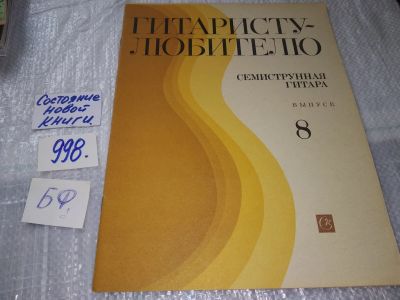 ГИТАРИСТУ-
ЛЮБИТЕЛЮ
СЕМИСТРУННАЯ
ГИТАРА
ВЫПУСК
8
Состояние
новой
книги.
998.
БФ